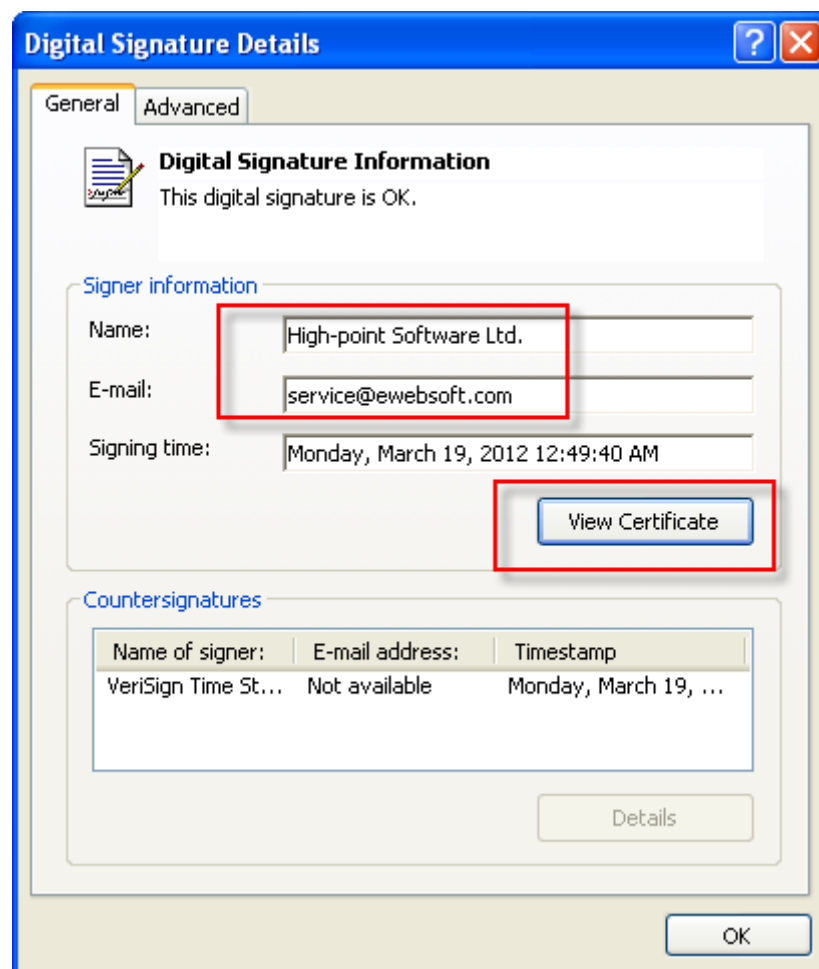 Digital Signature Details
General Advanced
Digital Signature Information
This digital signature is OK.
Signer information
Name: High-point Software Ltd.
E-mail: service@ewebsoft.com
Signing time: Monday, March 19, 2012 12:49:40 AM
View Certificate
Countersignatures
Name of signer: E-mail address: Timestamp
VeriSign Time St... Not available Monday, March 19, ...
Details
OK